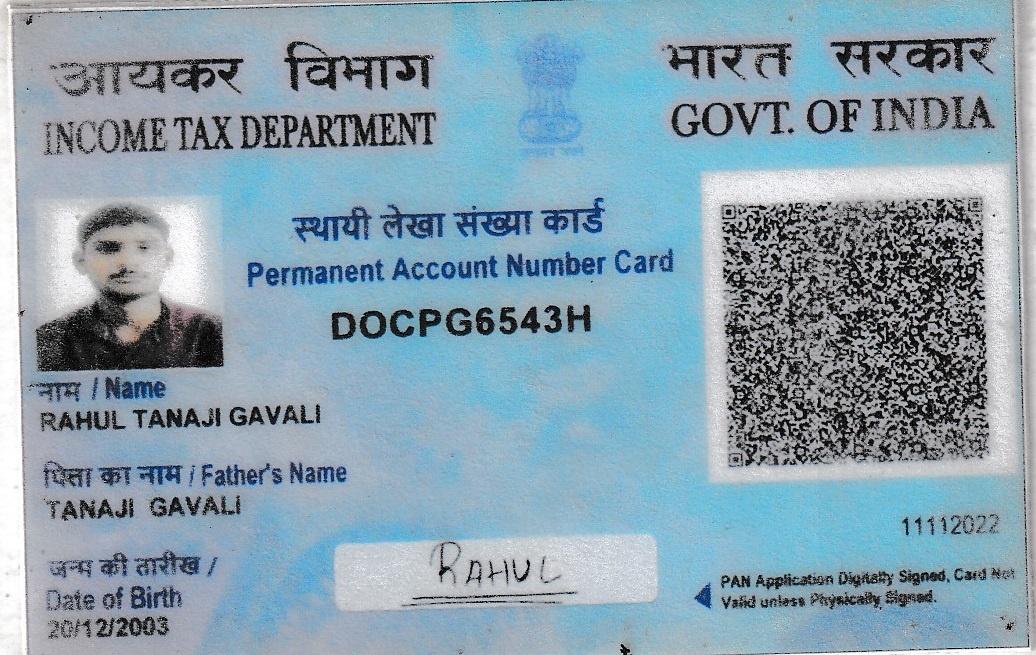 आयकर विभाग
INCOME TAX DEPARTMENT
भारत सरकार
GOVT. OF INDIA
स्थायी लेखा संख्या कार्ड
Permanent Account Number Card
DOCPG6543H
नाम / Name
RAHUL TANAJI GAVALI
पिता का नाम / Father's Name
TANAJI GAVALI
11112022
जन्म की तारीख /
Date of Birth
20/12/2003
RAHUL
PAN Application Digitally Signed, Card Not
Valid unless Physically Signed.